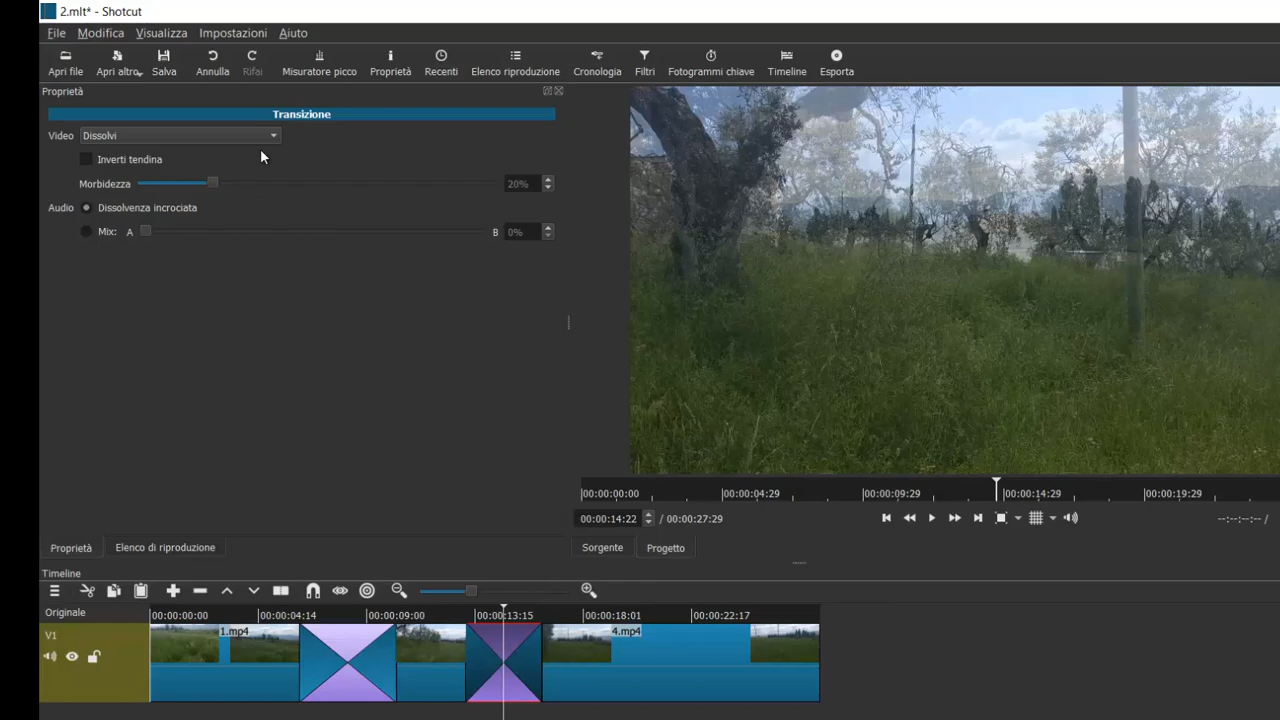 2.mlt* - Shotcut
File Modifica Visualizza Impostazioni Aiuto
Apri file Apri altro Salva Annulla Rifai Misuratore picco Proprietà Recenti Elenco riproduzione Cronologia Filtri Fotogrammi chiave Timeline Esporta
Proprietà
Transizione
Video Dissolvi
Inverti tendina
Morbidezza 20%
Audio Dissolvenza incrociata
Mix: A B 0%
00:00:00:00 00:00:04:29 00:00:09:29 00:00:14:29 00:00:19:29
00:00:14:22 / 00:00:27:29 --:--:--:-- /
Proprietà Elenco di riproduzione Sorgente Progetto
Timeline
Originale 00:00:00:00 00:00:04:14 00:00:09:00 00:00:13:15 00:00:18:01 00:00:22:17
V1 1.mp4 4.mp4